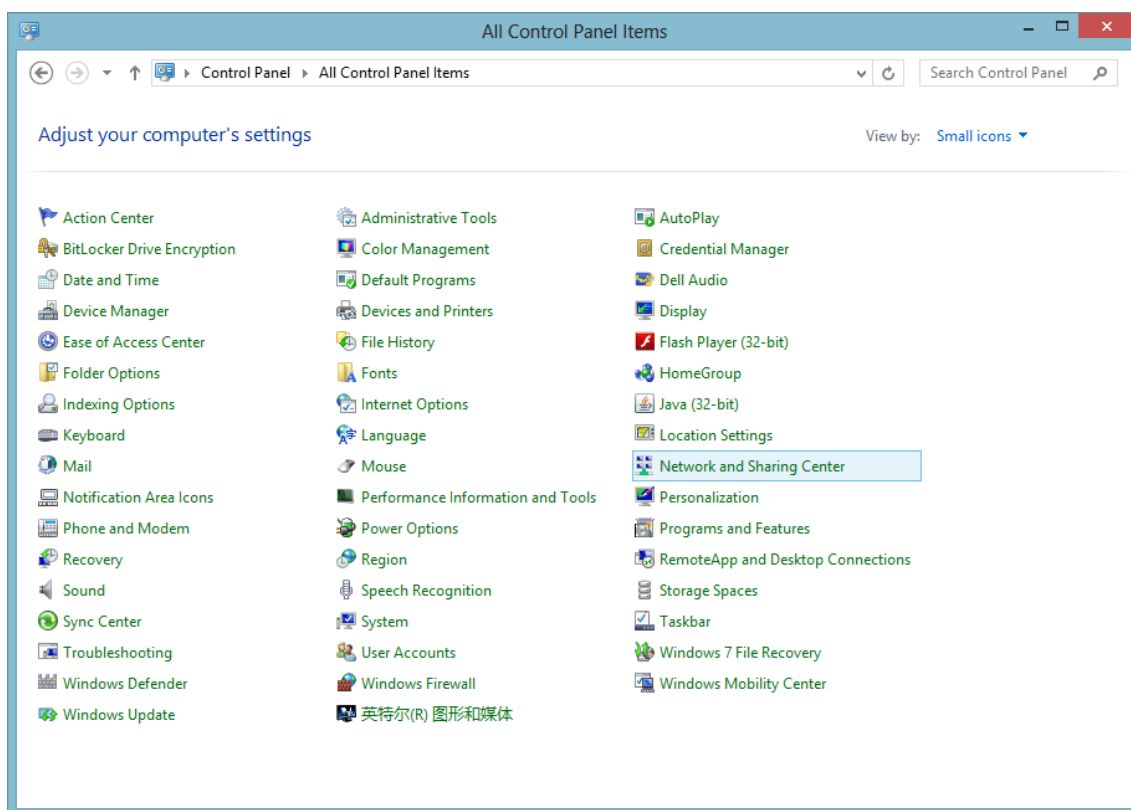 All Control Panel Items
Control Panel All Control Panel Items Search Control Panel
Adjust your computer's settings View by: Small icons
Action Center Administrative Tools AutoPlay
BitLocker Drive Encryption Color Management Credential Manager
Date and Time Default Programs Dell Audio
Device Manager Devices and Printers Display
Ease of Access Center File History Flash Player (32-bit)
Folder Options Fonts HomeGroup
Indexing Options Internet Options Java (32-bit)
Keyboard Language Location Settings
Mail Mouse Network and Sharing Center
Notification Area Icons Performance Information and Tools Personalization
Phone and Modem Power Options Programs and Features
Recovery Region RemoteApp and Desktop Connections
Sound Speech Recognition Storage Spaces
Sync Center System Taskbar
Troubleshooting User Accounts Windows 7 File Recovery
Windows Defender Windows Firewall Windows Mobility Center
Windows Update 英特尔(R) 图形和媒体